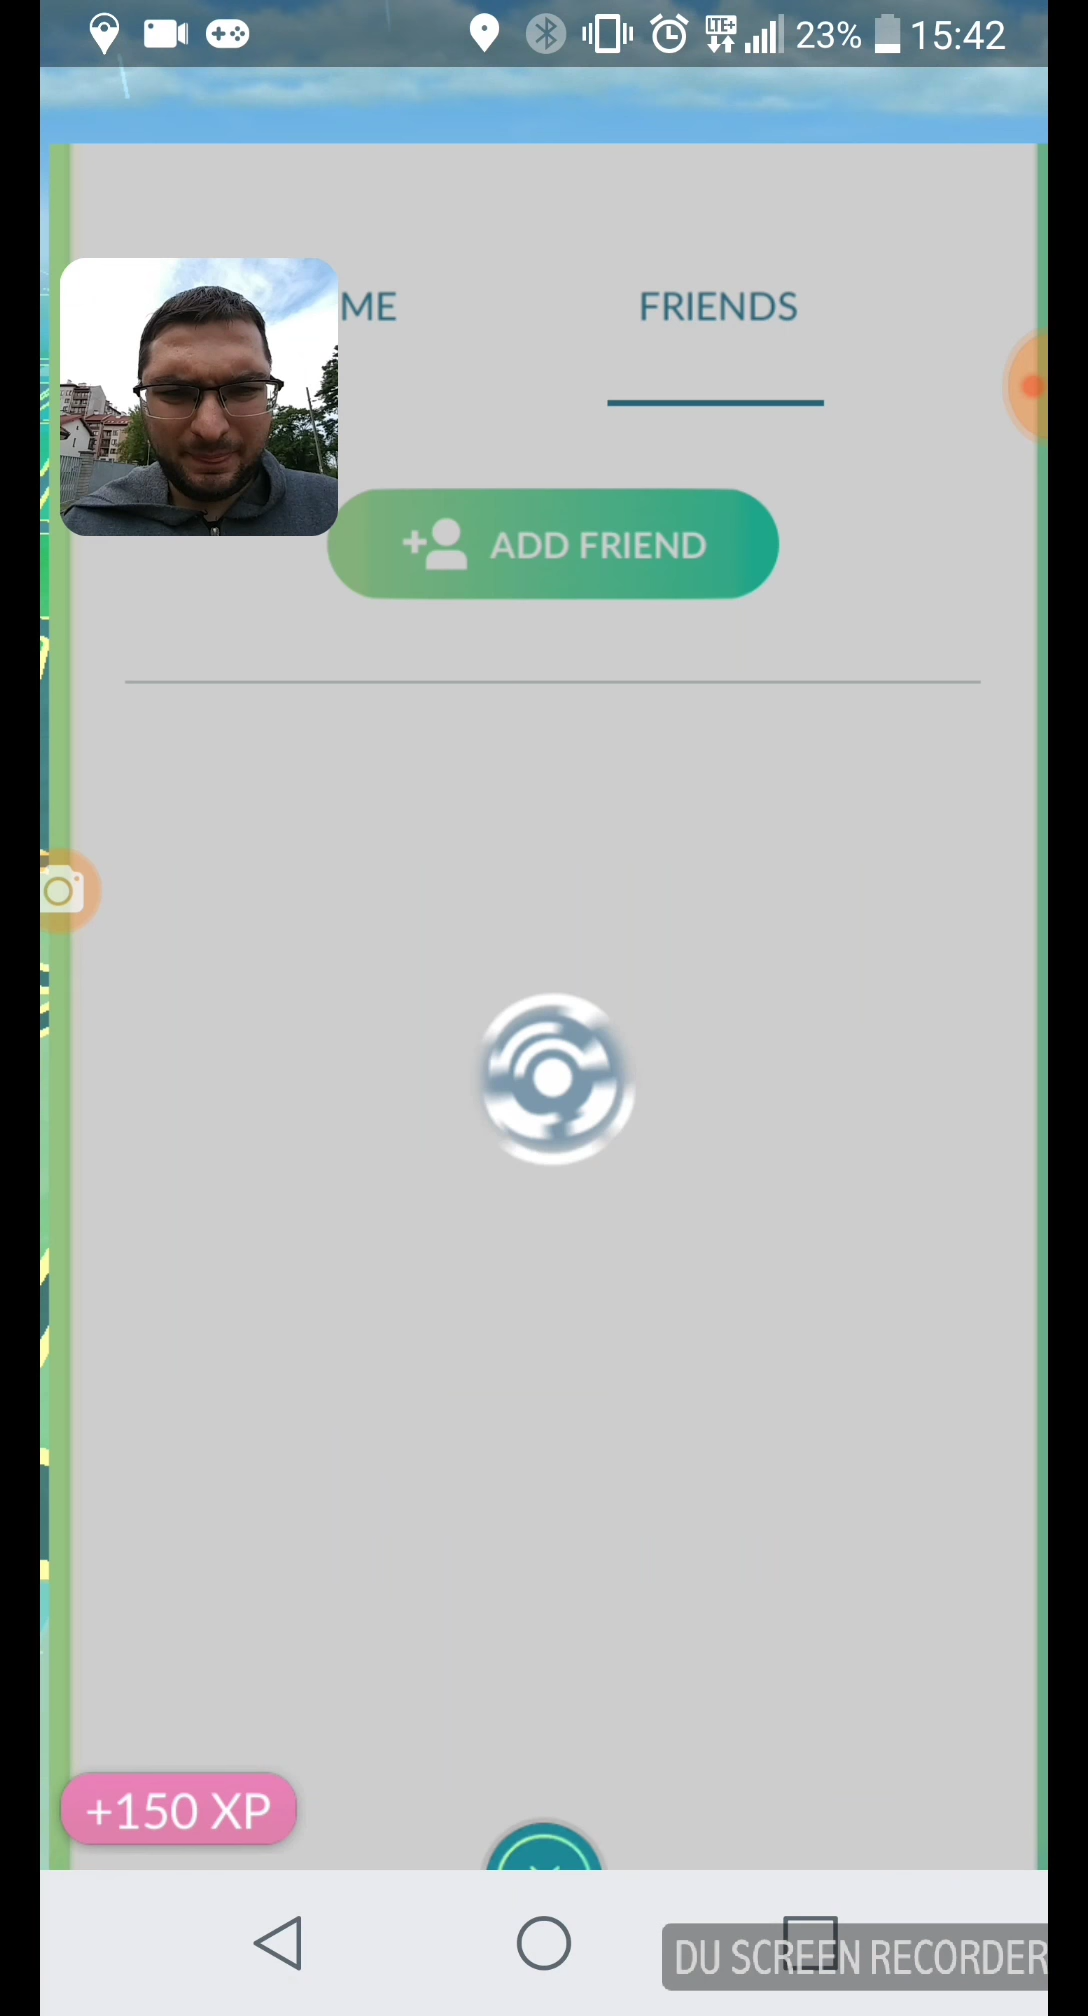 23% 15:42
ME
FRIENDS
ADD FRIEND
+150 XP
DU SCREEN RECORDER